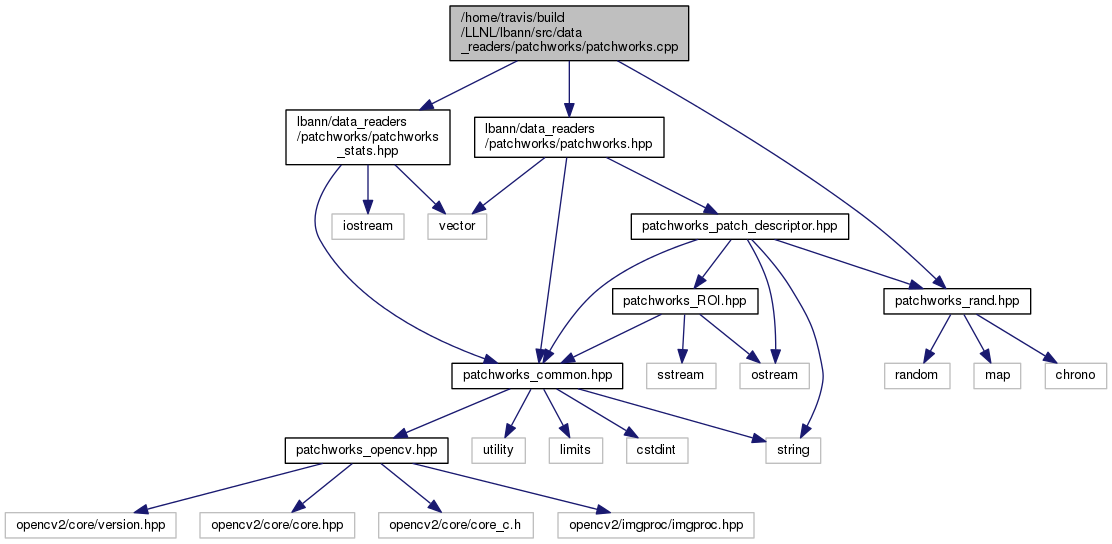 /home/travis/build
/LLNL/lbann/src/data
_readers/patchworks/patchworks.cpp
lbann/data_readers
/patchworks/patchworks
_stats.hpp
lbann/data_readers
/patchworks/patchworks.hpp
iostream
vector
patchworks_patch_descriptor.hpp
patchworks_ROI.hpp
patchworks_rand.hpp
patchworks_common.hpp
sstream
ostream
random
map
chrono
patchworks_opencv.hpp
utility
limits
cstdint
string
opencv2/core/version.hpp
opencv2/core/core.hpp
opencv2/core/core_c.h
opencv2/imgproc/imgproc.hpp